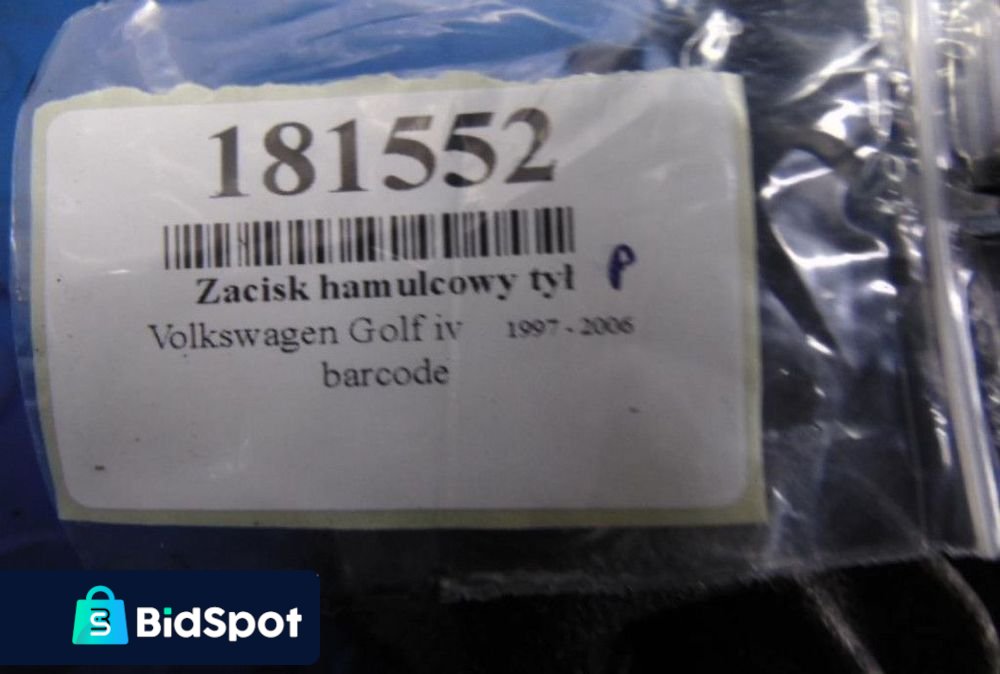 181552
Zacisk hamulcowy tył P
Volkswagen Golf iv 1997 - 2006
barcode
BidSpot